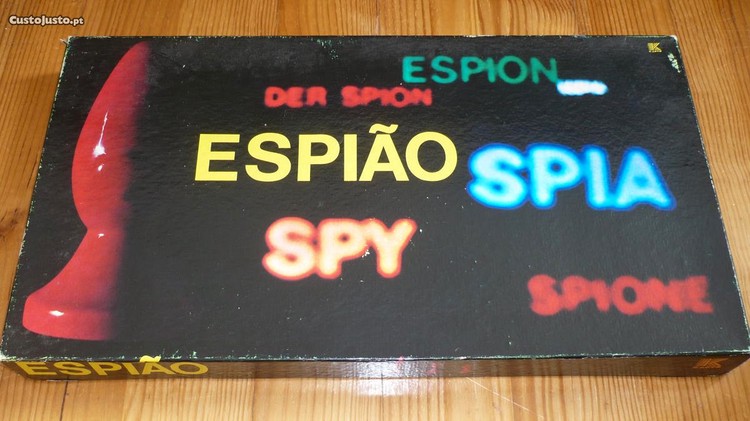 CustoJusto.pt
ESPION
DER SPION
ESPIÃO
SPIA
SPY
SPIONE
ESPIÃO